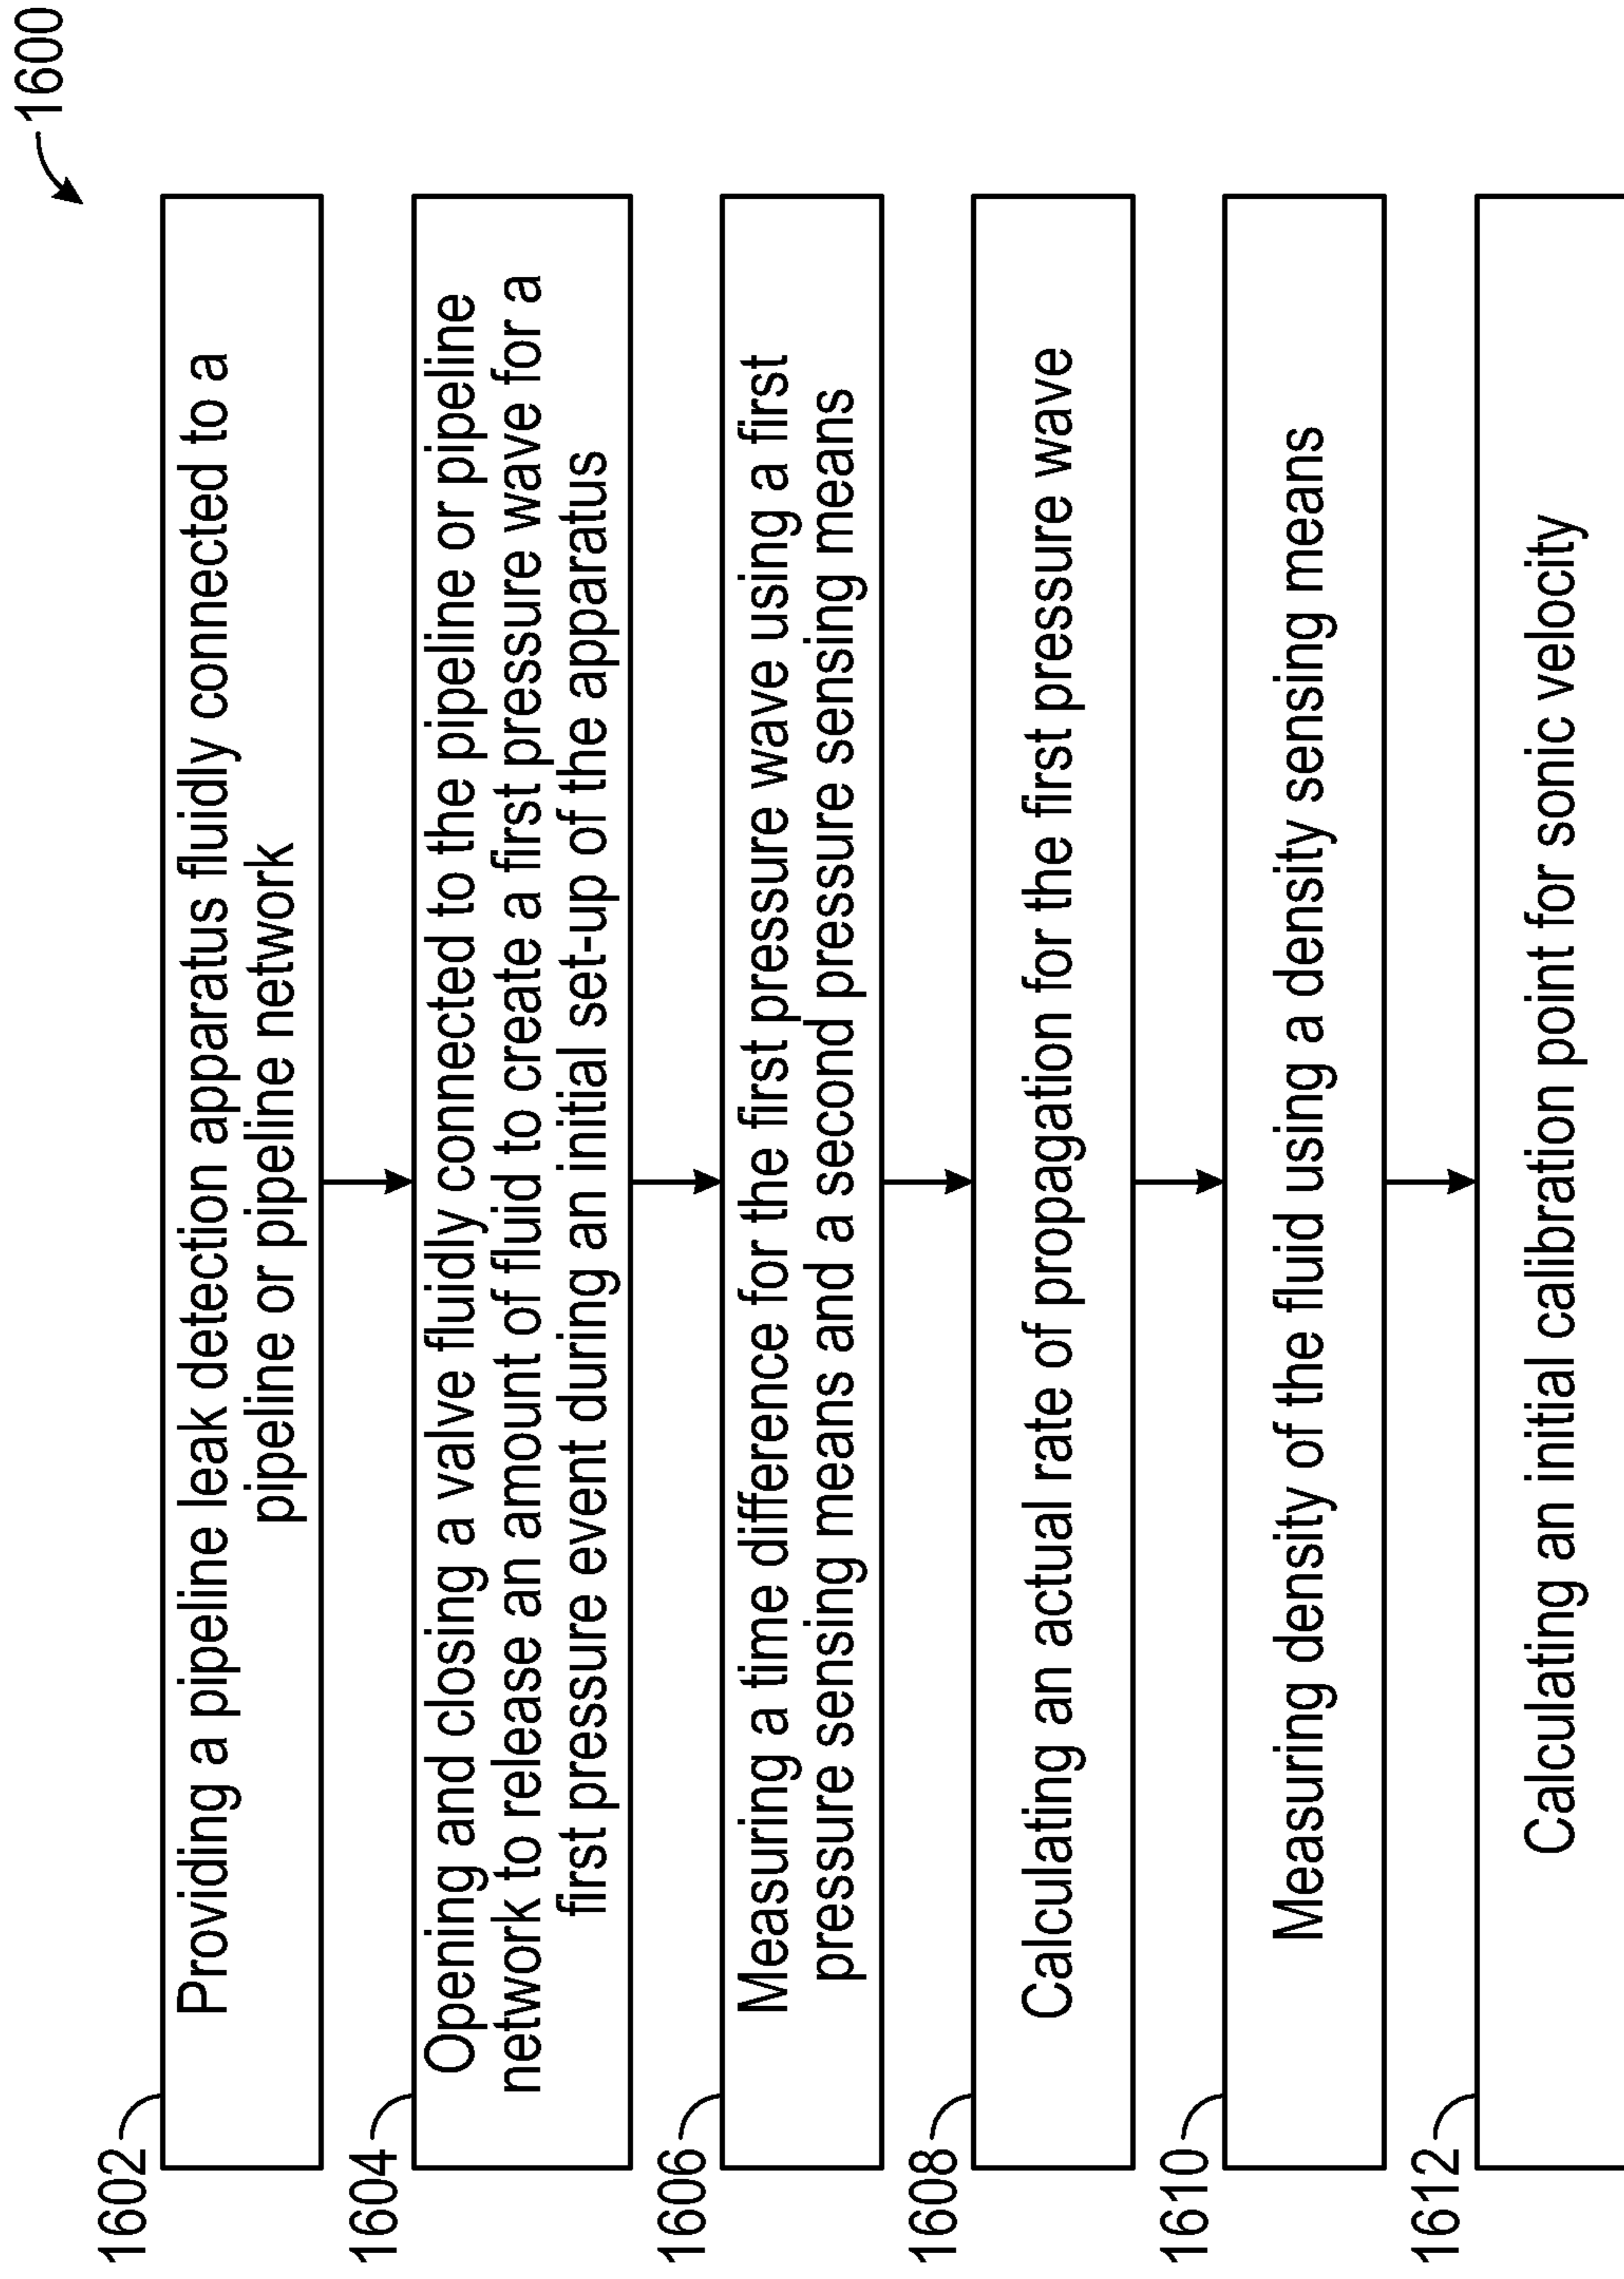 1600
1602
Providing a pipeline leak detection apparatus fluidly connected to a
pipeline or pipeline network
1604
Opening and closing a valve fluidly connected to the pipeline or pipeline
network to release an amount of fluid to create a first pressure wave for a
first pressure event during an initial set-up of the apparatus
1606
Measuring a time difference for the first pressure wave using a first
pressure sensing means and a second pressure sensing means
1608
Calculating an actual rate of propagation for the first pressure wave
1610
Measuring density of the fluid using a density sensing means
1612
Calculating an initial calibration point for sonic velocity